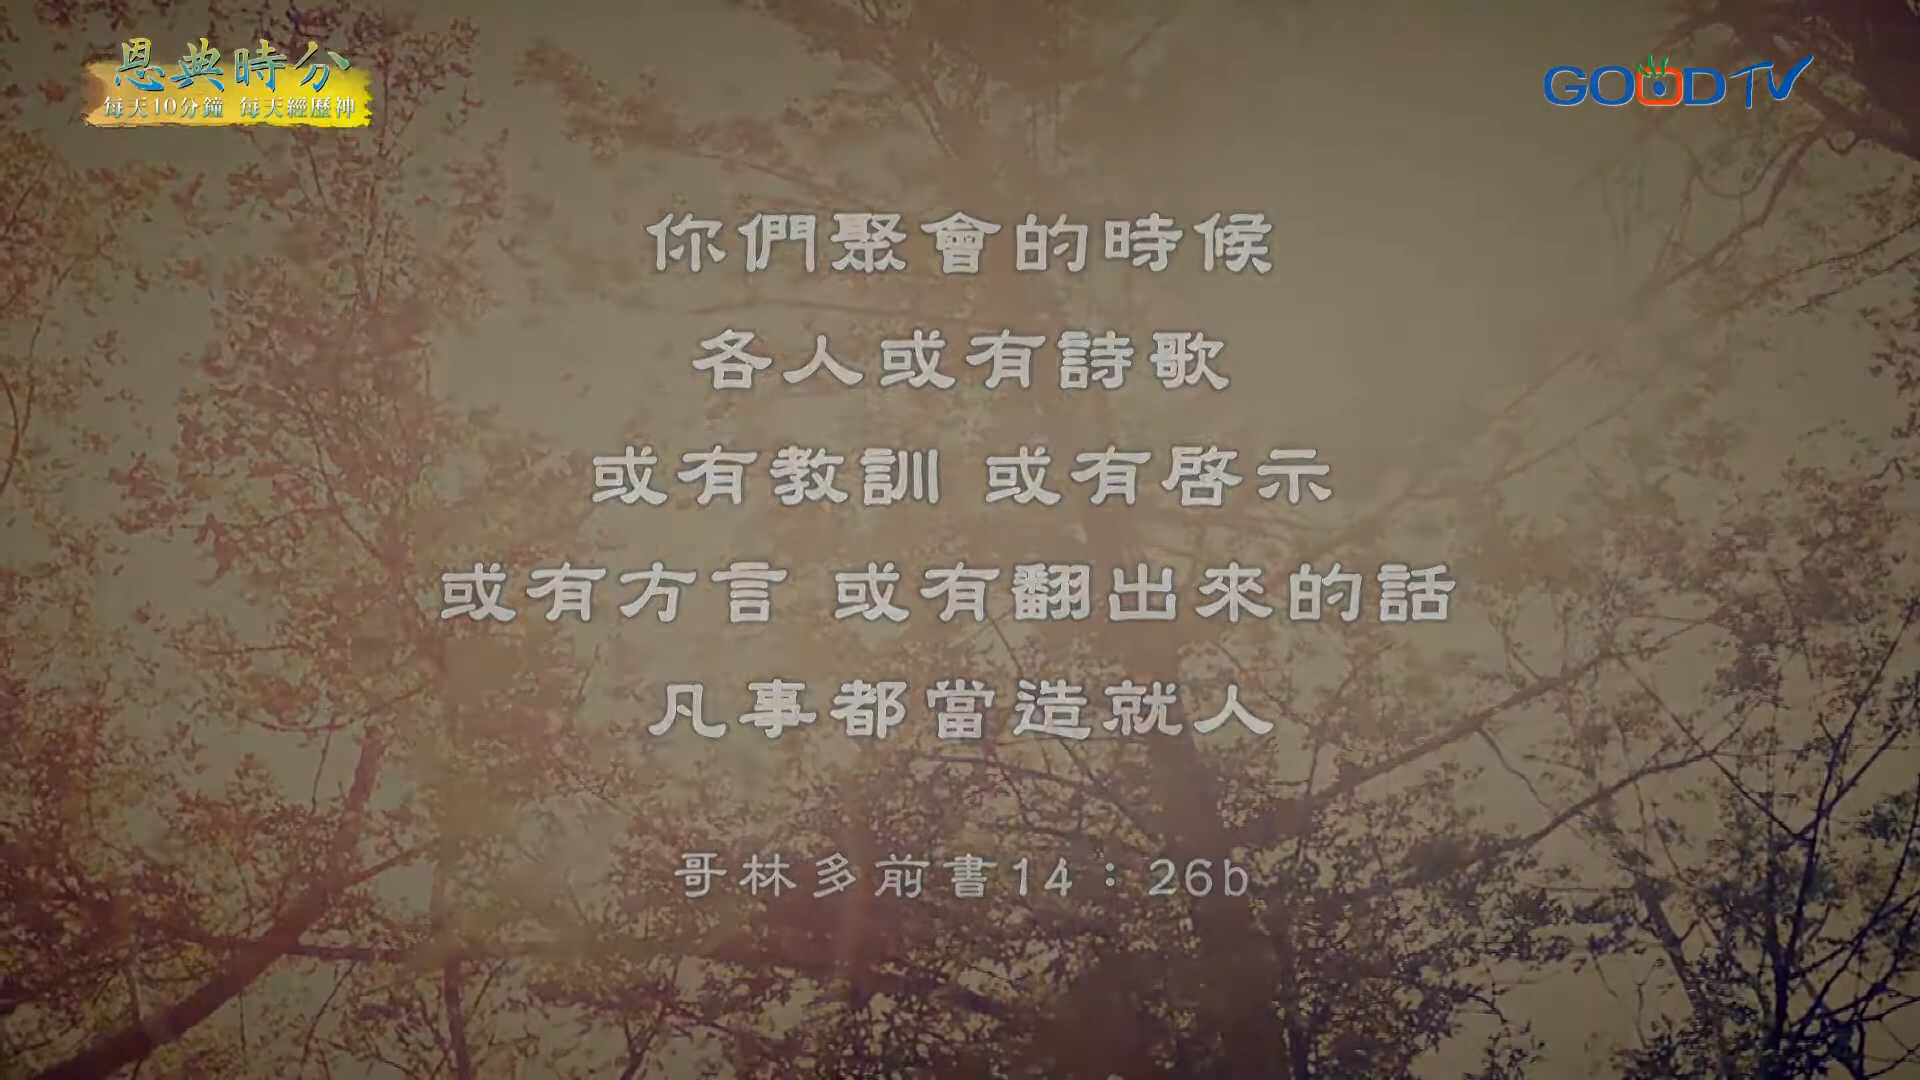 恩典時分
每天10分鐘 每天經歷神
GOODTV
你們聚會的時候
各人或有詩歌
或有教訓 或有啓示
或有方言 或有翻出來的話
凡事都當造就人
哥林多前書14：26b